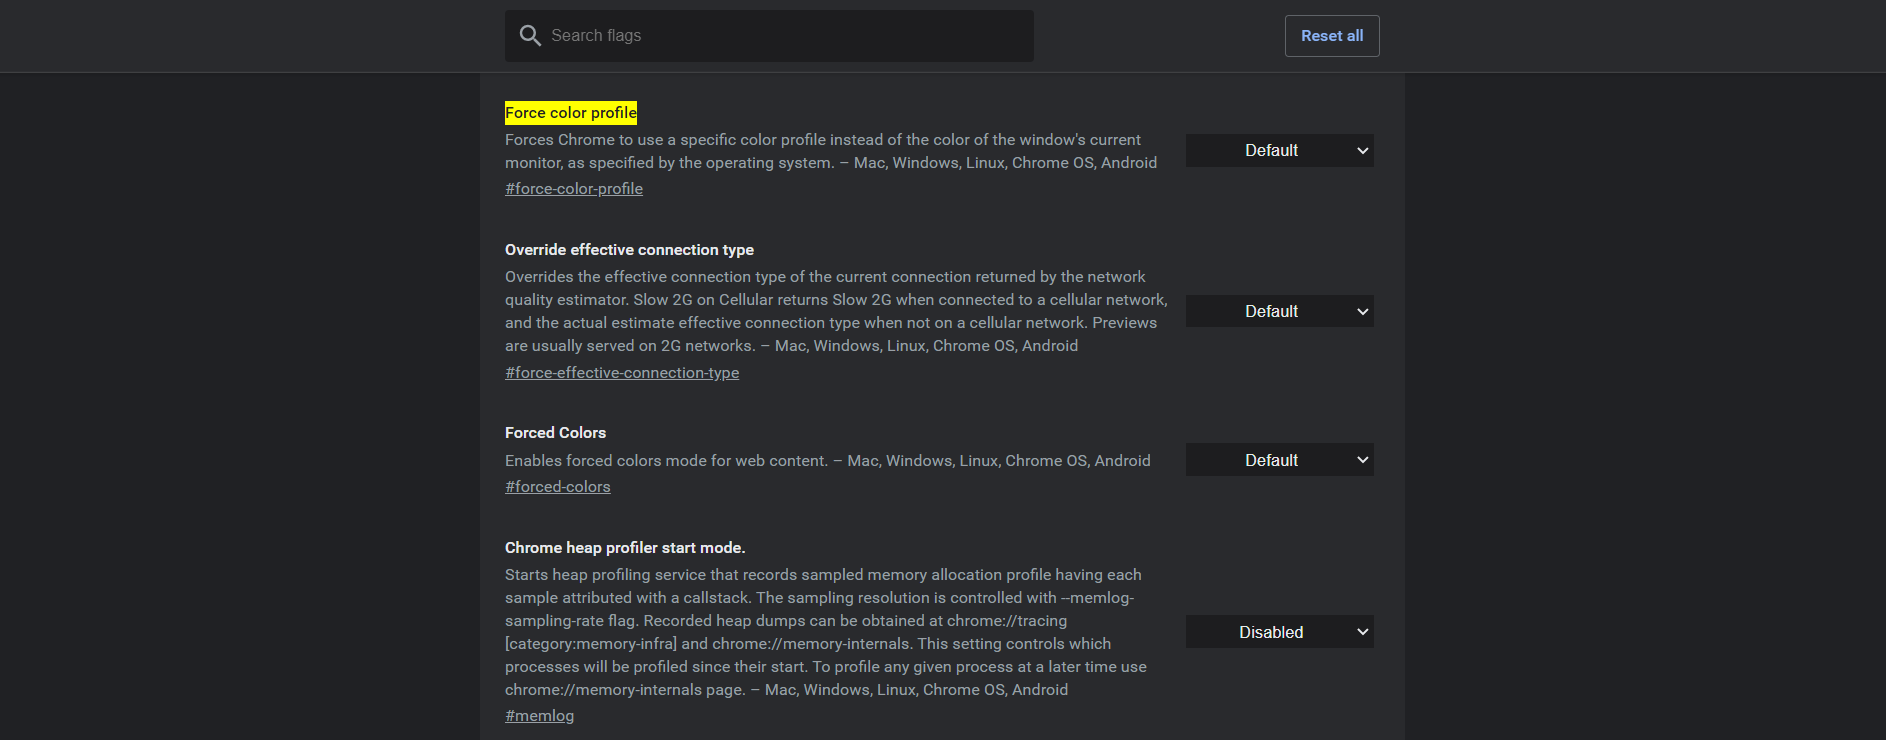 Search flags
Reset all
Force color profile
Forces Chrome to use a specific color profile instead of the color of the window's current
monitor, as specified by the operating system. – Mac, Windows, Linux, Chrome OS, Android
Default
#force-color-profile
Override effective connection type
Overrides the effective connection type of the current connection returned by the network
quality estimator. Slow 2G on Cellular returns Slow 2G when connected to a cellular network,
and the actual estimate effective connection type when not on a cellular network. Previews
are usually served on 2G networks. – Mac, Windows, Linux, Chrome OS, Android
Default
#force-effective-connection-type
Forced Colors
Enables forced colors mode for web content. – Mac, Windows, Linux, Chrome OS, Android
Default
#forced-colors
Chrome heap profiler start mode.
Starts heap profiling service that records sampled memory allocation profile having each
sample attributed with a callstack. The sampling resolution is controlled with --memlog-
sampling-rate flag. Recorded heap dumps can be obtained at chrome://tracing
[category:memory-infra] and chrome://memory-internals. This setting controls which
processes will be profiled since their start. To profile any given process at a later time use
chrome://memory-internals page. – Mac, Windows, Linux, Chrome OS, Android
Disabled
#memlog